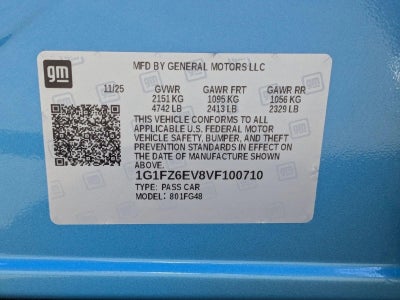 gm
MFD BY GENERAL MOTORS LLC
11/25 GVWR GAWR FRT GAWR RR
2151 KG 1095 KG 1056 KG
4742 LB 2413 LB 2329 LB
THIS VEHICLE CONFORMS TO ALL
APPLICABLE U.S. FEDERAL MOTOR
VEHICLE SAFETY, BUMPER, AND THEFT
PREVENTION STANDARDS IN EFFECT ON
THE DATE OF MANUFACTURE SHOWN
ABOVE.
1G1FZ6EV8VF100710
TYPE: PASS CAR
MODEL: 801FG48